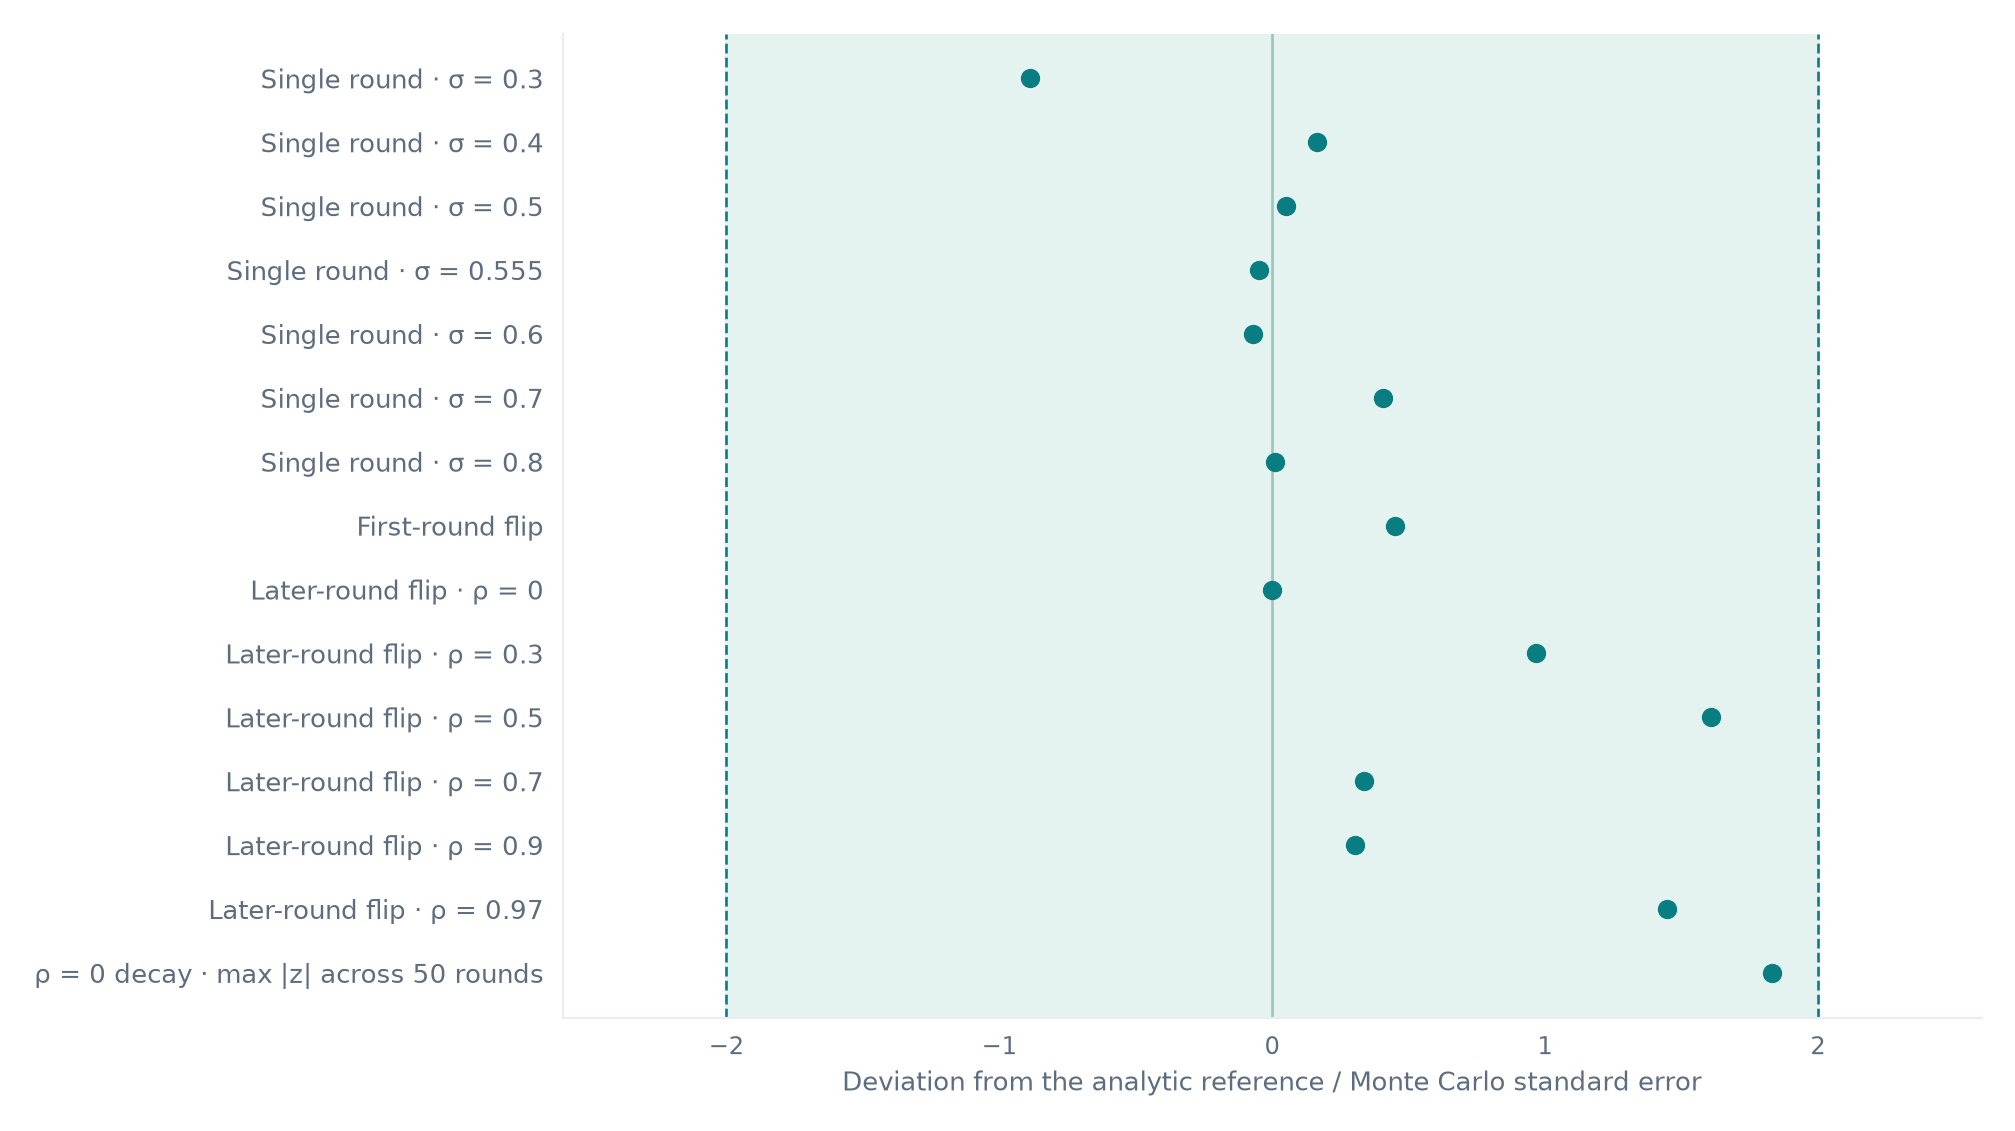 Single round · σ = 0.3
Single round · σ = 0.4
Single round · σ = 0.5
Single round · σ = 0.555
Single round · σ = 0.6
Single round · σ = 0.7
Single round · σ = 0.8
First-round flip
Later-round flip · ρ = 0
Later-round flip · ρ = 0.3
Later-round flip · ρ = 0.5
Later-round flip · ρ = 0.7
Later-round flip · ρ = 0.9
Later-round flip · ρ = 0.97
ρ = 0 decay · max |z| across 50 rounds
−2 −1 0 1 2
Deviation from the analytic reference / Monte Carlo standard error